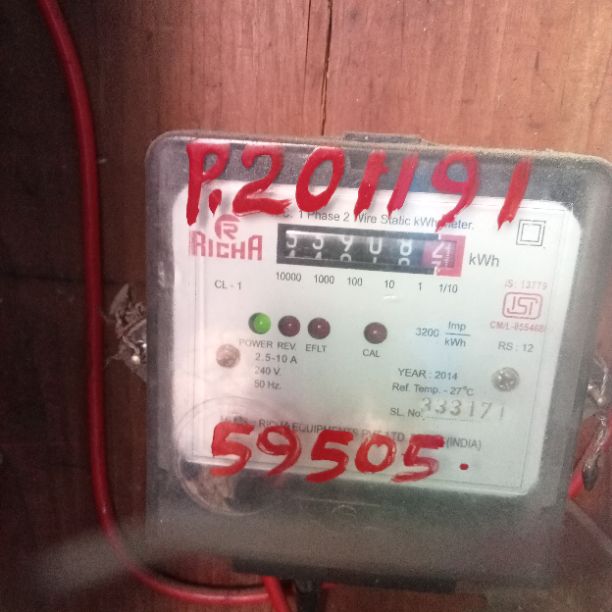 P.201191
1 Phase 2 Wire Static kWh meter.
RICHA
kWh
10000 1000 100 10 1 1/10
CL - 1
IS: 13779
3200 Imp/kWh
RS : 12
POWER REV. EFLT CAL
2.5-10 A
240 V.
50 Hz.
YEAR : 2014
Ref. Temp. - 27°C
SL. No. 333171
RICHA EQUIPMENTS (INDIA)
59505.